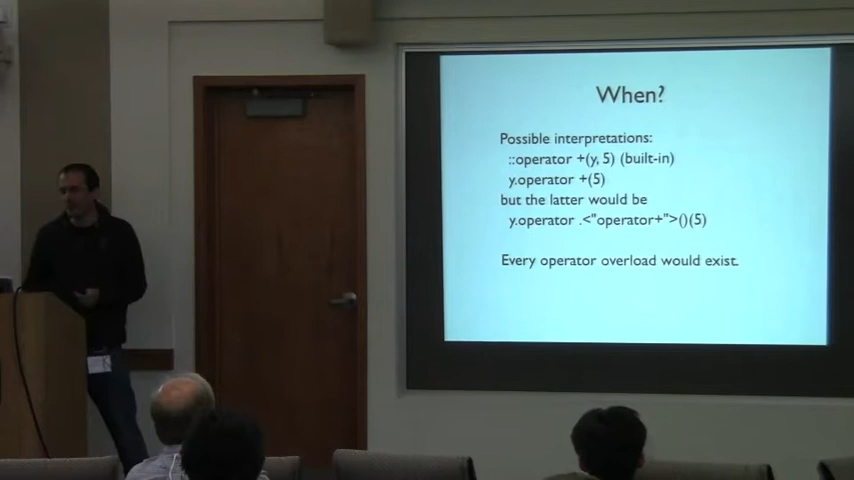 When?
Possible interpretations:
::operator +(y, 5) (built-in)
y.operator +(5)
but the latter would be
y.operator .<"operator+">()(5)
Every operator overload would exist.